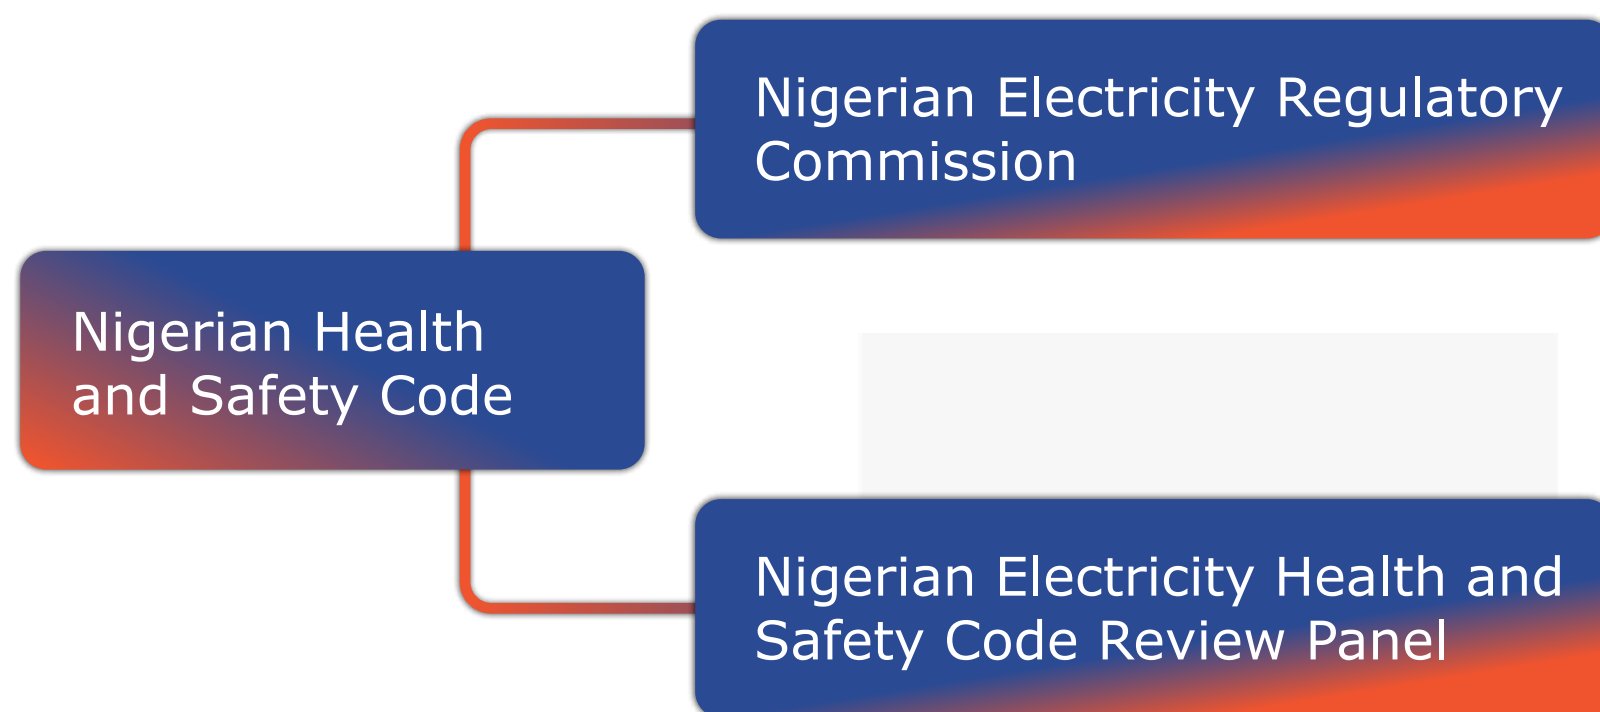 Nigerian Electricity Regulatory
Commission
Nigerian Health
and Safety Code
Nigerian Electricity Health and
Safety Code Review Panel